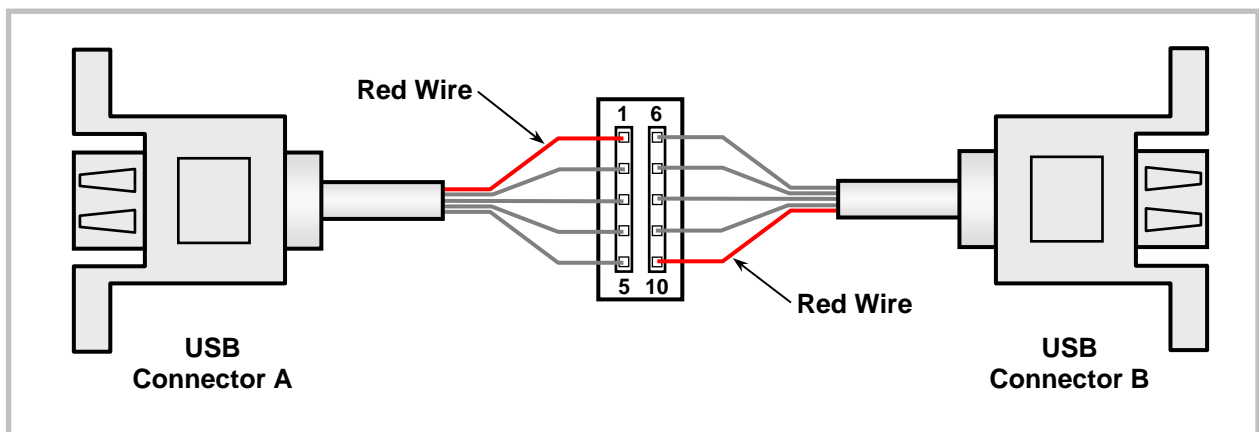 Red Wire
1 6
5 10
Red Wire
USB
Connector A
USB
Connector B